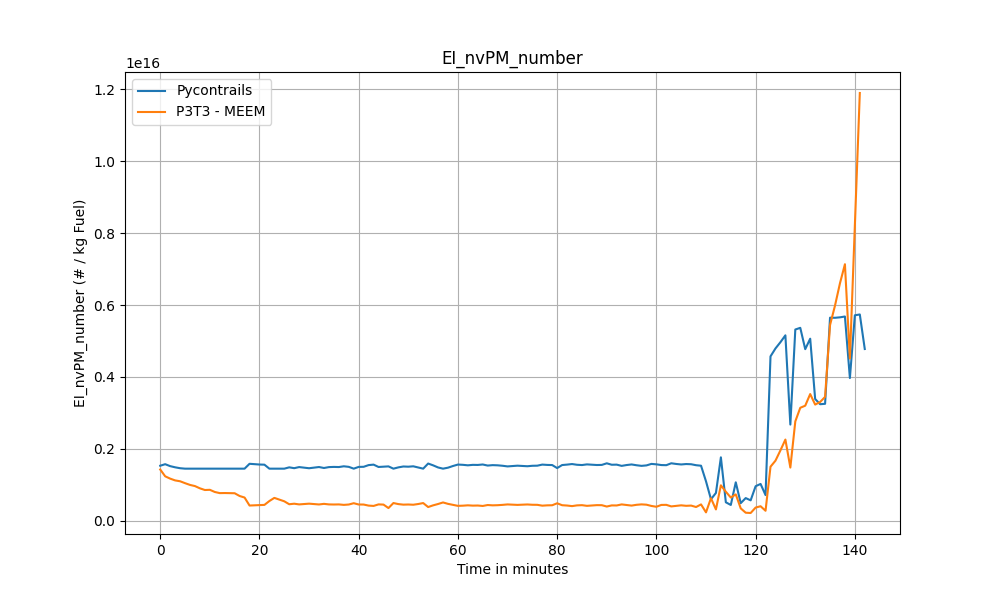 EI_nvPM_number
1e16
Pycontrails
P3T3 - MEEM
1.2
1.0
0.8
0.6
0.4
0.2
0.0
EI_nvPM_number (# / kg Fuel)
0 20 40 60 80 100 120 140
Time in minutes